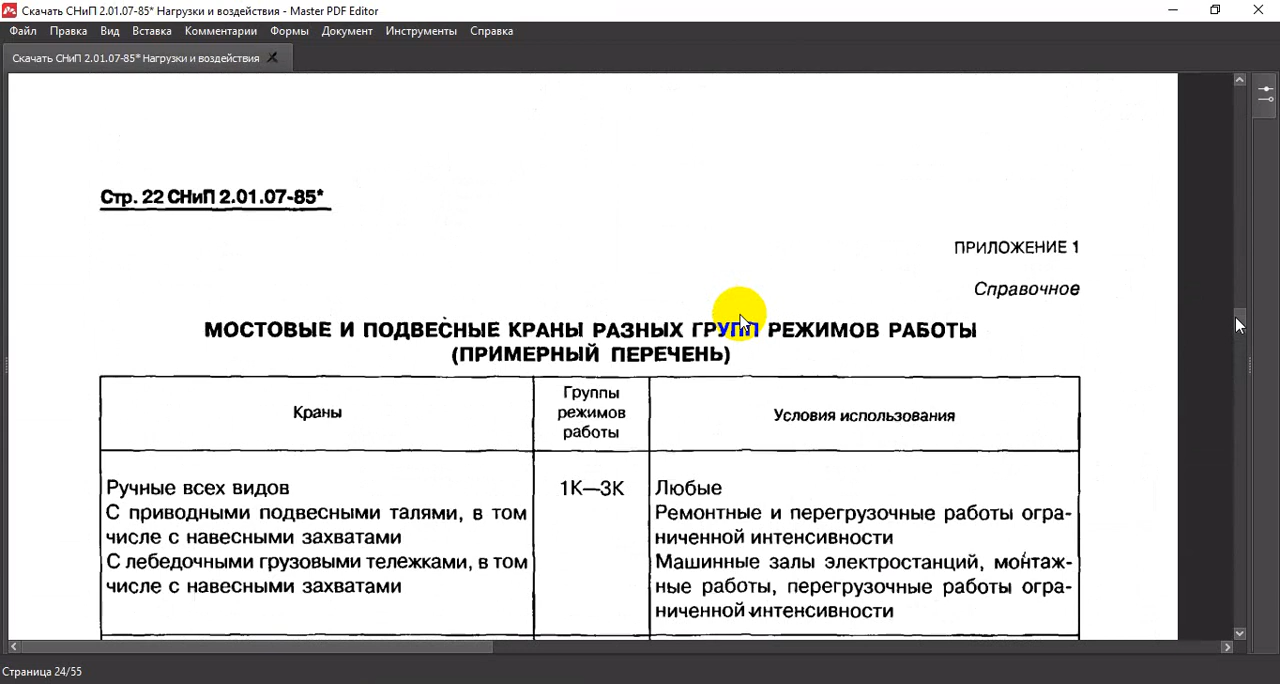 Скачать СНиП 2.01.07-85* Нагрузки и воздействия - Master PDF Editor
Файл Правка Вид Вставка Комментарии Формы Документ Инструменты Справка
Скачать СНиП 2.01.07-85* Нагрузки и воздействия
Стр. 22 СНиП 2.01.07-85*
ПРИЛОЖЕНИЕ 1
Справочное
МОСТОВЫЕ И ПОДВЕСНЫЕ КРАНЫ РАЗНЫХ ГРУПП РЕЖИМОВ РАБОТЫ
(ПРИМЕРНЫЙ ПЕРЕЧЕНЬ)
Краны
Группы
режимов
работы
Условия использования
Ручные всех видов
С приводными подвесными талями, в том
числе с навесными захватами
С лебедочными грузовыми тележками, в том
числе с навесными захватами
1К—3К
Любые
Ремонтные и перегрузочные работы огра-
ниченной интенсивности
Машинные залы электростанций, монтаж-
ные работы, перегрузочные работы огра-
ниченной интенсивности
Страница 24/55